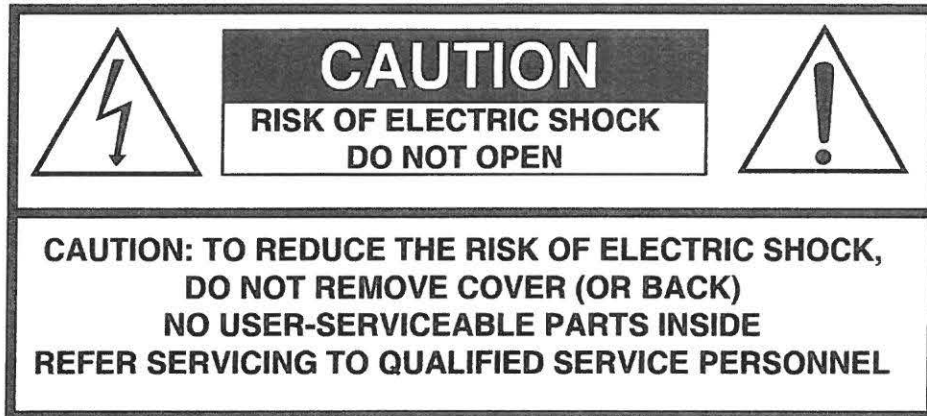 CAUTION
RISK OF ELECTRIC SHOCK
DO NOT OPEN
CAUTION: TO REDUCE THE RISK OF ELECTRIC SHOCK,
DO NOT REMOVE COVER (OR BACK)
NO USER-SERVICEABLE PARTS INSIDE
REFER SERVICING TO QUALIFIED SERVICE PERSONNEL